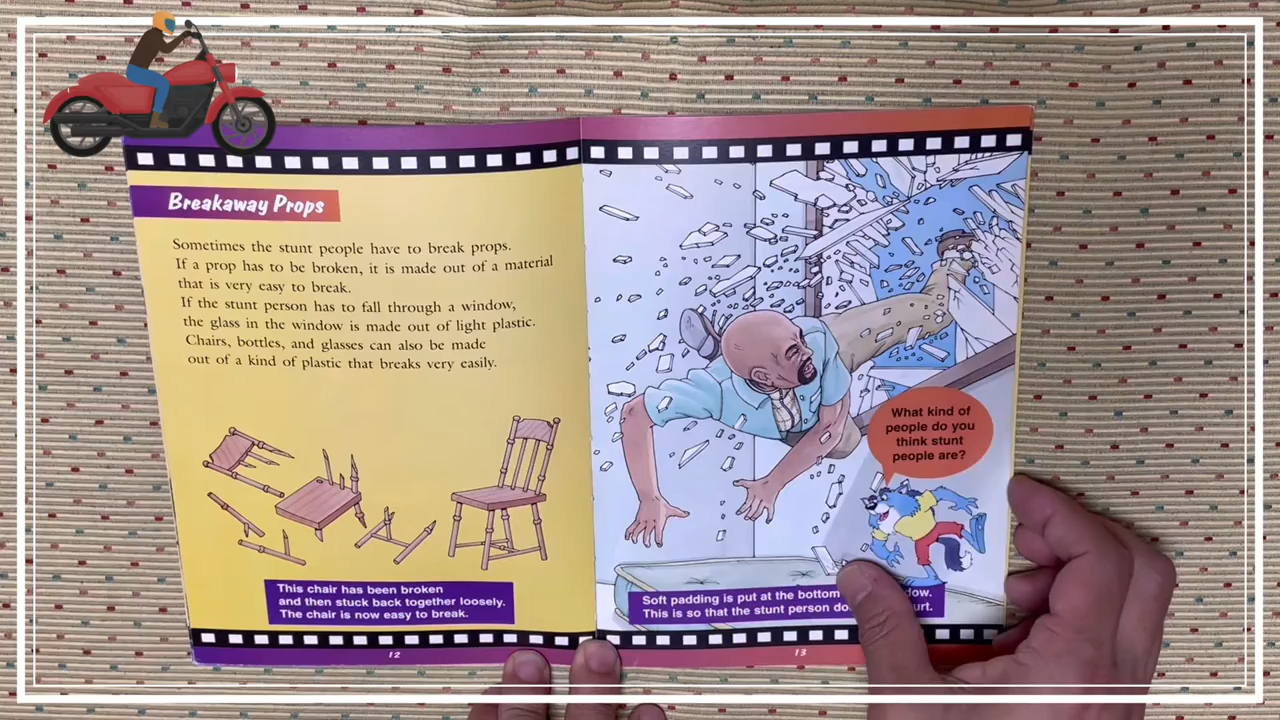 Breakaway Props
Sometimes the stunt people have to break props.
If a prop has to be broken, it is made out of a material
that is very easy to break.
If the stunt person has to fall through a window,
the glass in the window is made out of light plastic.
Chairs, bottles, and glasses can also be made
out of a kind of plastic that breaks very easily.
This chair has been broken
and then stuck back together loosely.
The chair is now easy to break.
12
What kind of
people do you
think stunt
people are?
Soft padding is put at the bottom
This is so that the stunt person
13